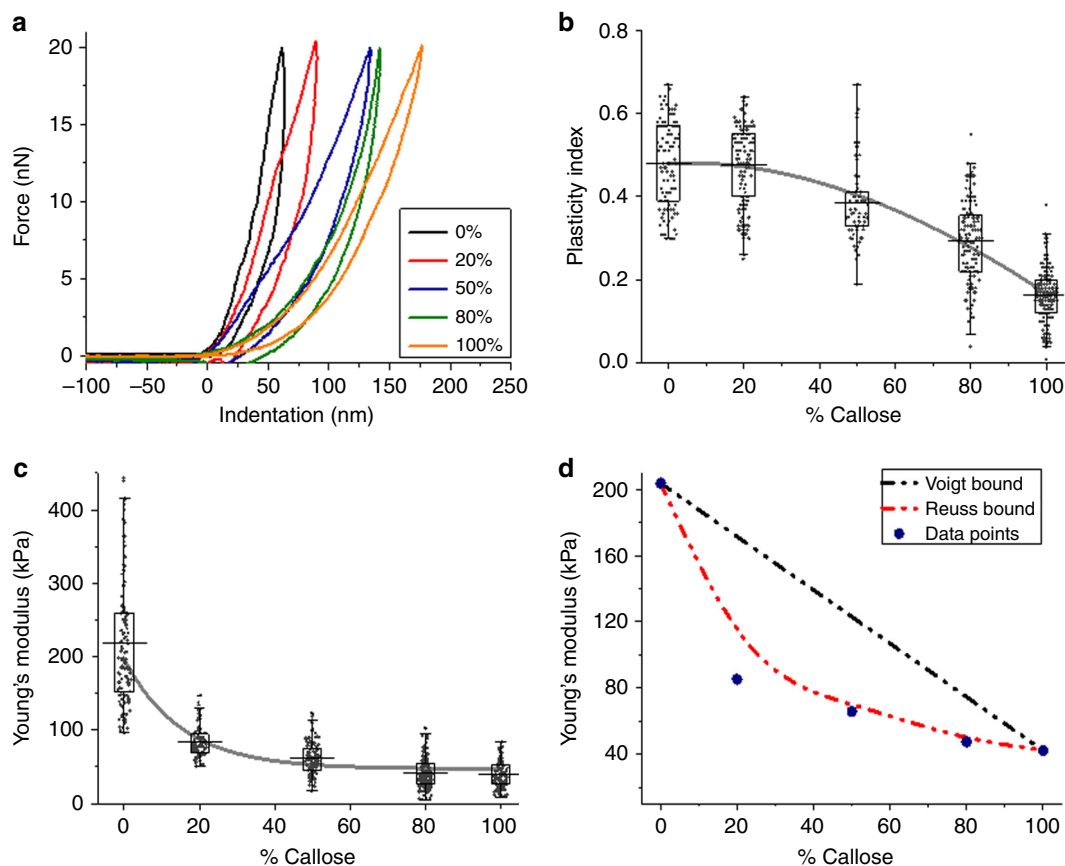 a
Force (nN)
20
15
10
5
0
0%
20%
50%
80%
100%
−100 −50 0 50 100 150 200 250
Indentation (nm)
b
Plasticity index
0.8
0.6
0.4
0.2
0.0
0 20 40 60 80 100
% Callose
c
Young's modulus (kPa)
400
300
200
100
0
0 20 40 60 80 100
% Callose
d
Young's modulus (kPa)
200
160
120
80
40
Voigt bound
Reuss bound
Data points
0 20 40 60 80 100
% Callose